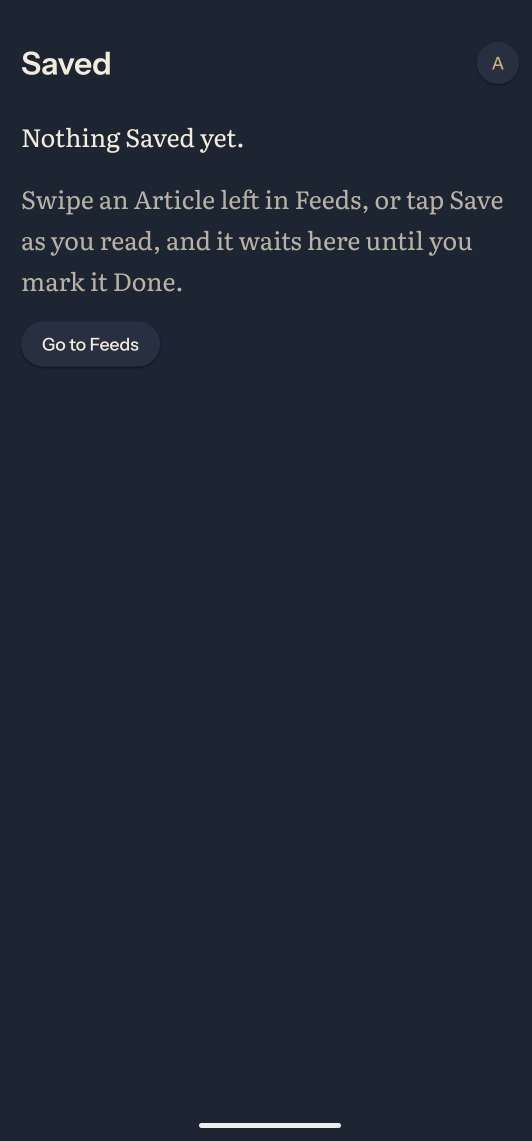 Saved
A
Nothing Saved yet.
Swipe an Article left in Feeds, or tap Save
as you read, and it waits here until you
mark it Done.
Go to Feeds